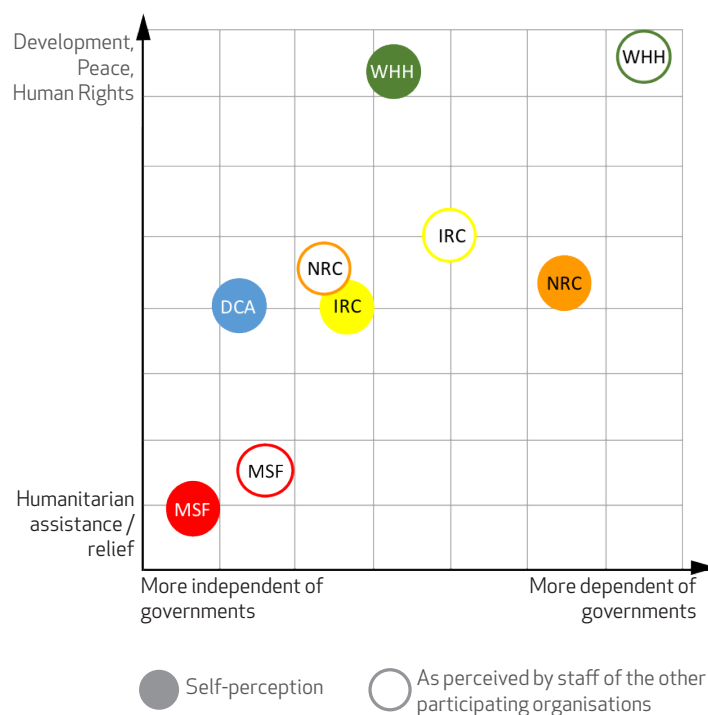 Development,
Peace,
Human Rights
WHH
WHH
IRC
NRC
NRC
DCA
IRC
MSF
MSF
Humanitarian
assistance /
relief
More independent of
governments
More dependent of
governments
Self-perception
As perceived by staff of the other
participating organisations